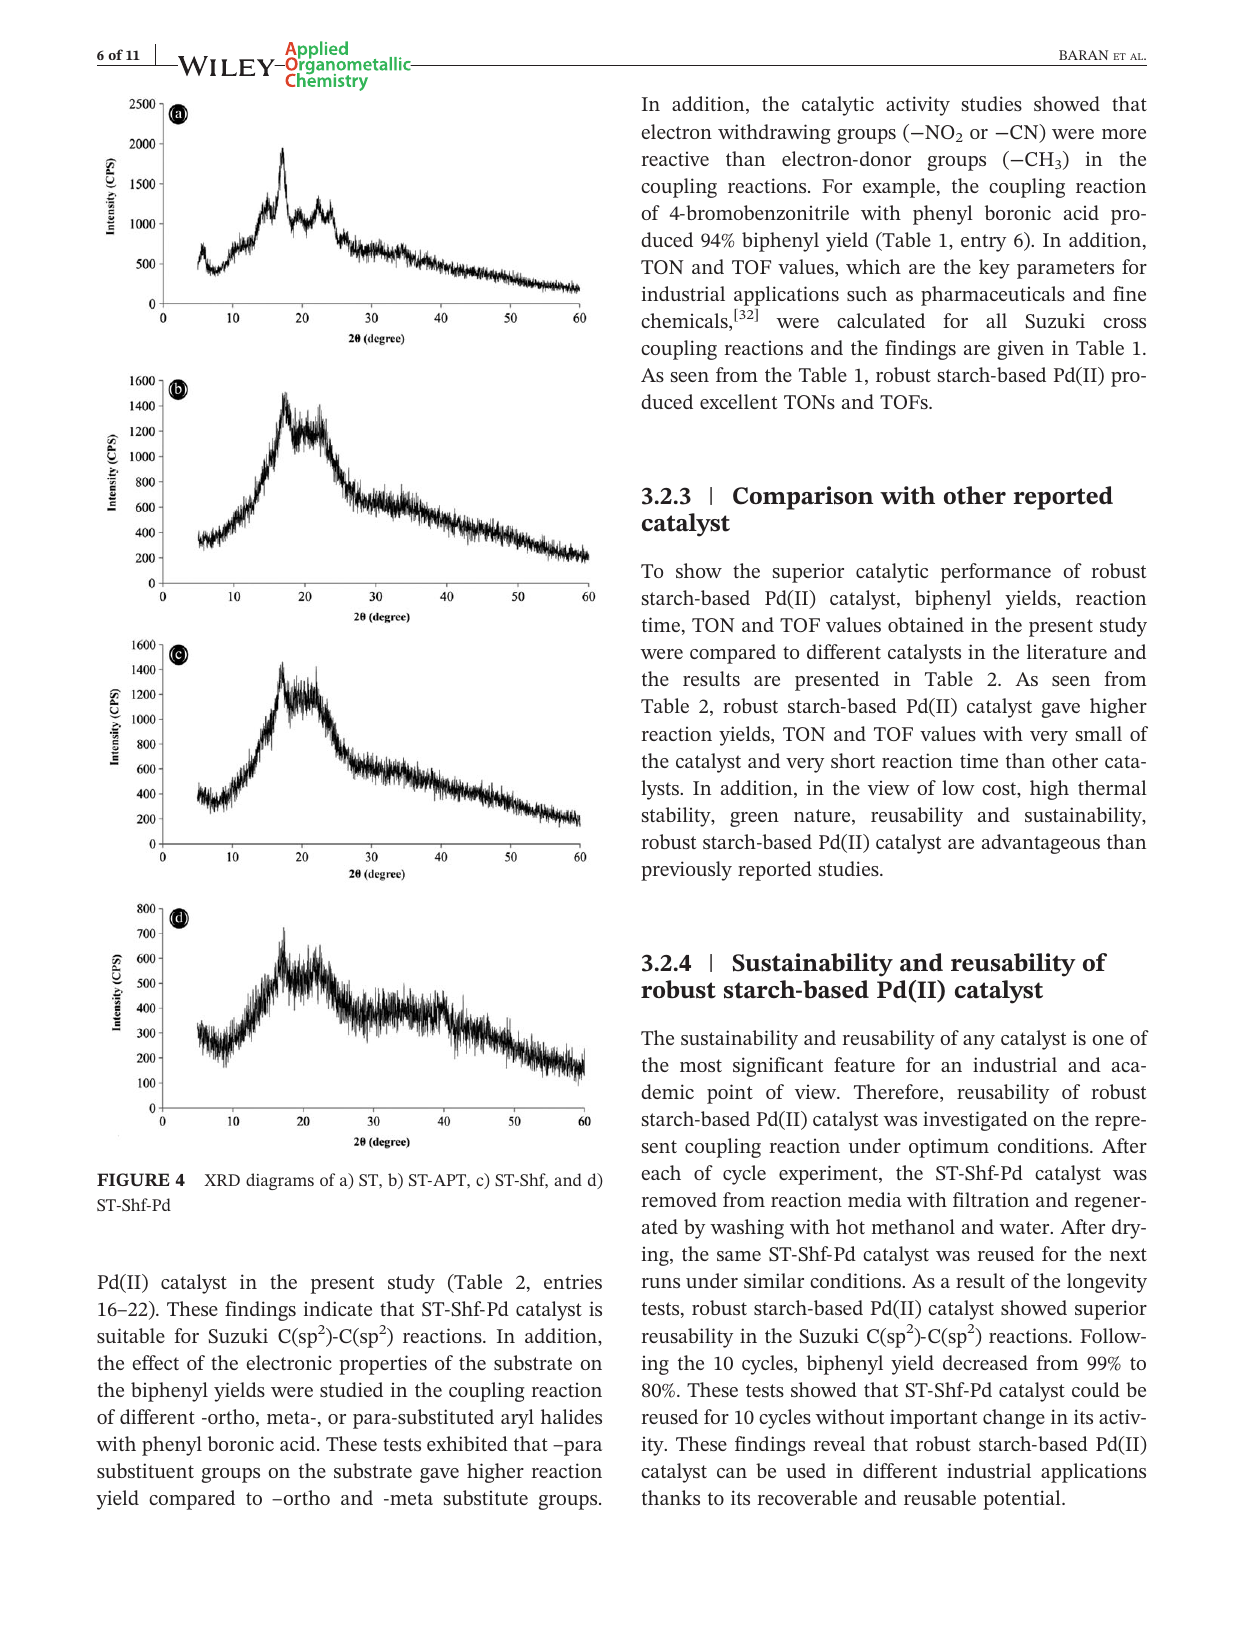 6 of 11
WILEY
Applied
Organometallic
Chemistry
BARAN ET AL.
a
2500
2000
1500
1000
500
0
Intensity (CPS)
0 10 20 30 40 50 60
2θ (degree)
b
1600
1400
1200
1000
800
600
400
200
0
Intensity (CPS)
0 10 20 30 40 50 60
2θ (degree)
c
1600
1400
1200
1000
800
600
400
200
0
Intensity (CPS)
0 10 20 30 40 50 60
2θ (degree)
d
800
700
600
500
400
300
200
100
0
Intensity (CPS)
0 10 20 30 40 50 60
2θ (degree)
FIGURE 4 XRD diagrams of a) ST, b) ST-APT, c) ST-Shf, and d)
ST-Shf-Pd
Pd(II) catalyst in the present study (Table 2, entries
16–22). These findings indicate that ST-Shf-Pd catalyst is
suitable for Suzuki C(sp²)-C(sp²) reactions. In addition,
the effect of the electronic properties of the substrate on
the biphenyl yields were studied in the coupling reaction
of different -ortho, meta-, or para-substituted aryl halides
with phenyl boronic acid. These tests exhibited that –para
substituent groups on the substrate gave higher reaction
yield compared to –ortho and -meta substitute groups.
In addition, the catalytic activity studies showed that
electron withdrawing groups (−NO₂ or −CN) were more
reactive than electron-donor groups (−CH₃) in the
coupling reactions. For example, the coupling reaction
of 4-bromobenzonitrile with phenyl boronic acid pro-
duced 94% biphenyl yield (Table 1, entry 6). In addition,
TON and TOF values, which are the key parameters for
industrial applications such as pharmaceuticals and fine
chemicals,[32] were calculated for all Suzuki cross
coupling reactions and the findings are given in Table 1.
As seen from the Table 1, robust starch-based Pd(II) pro-
duced excellent TONs and TOFs.
3.2.3 | Comparison with other reported
catalyst
To show the superior catalytic performance of robust
starch-based Pd(II) catalyst, biphenyl yields, reaction
time, TON and TOF values obtained in the present study
were compared to different catalysts in the literature and
the results are presented in Table 2. As seen from
Table 2, robust starch-based Pd(II) catalyst gave higher
reaction yields, TON and TOF values with very small of
the catalyst and very short reaction time than other cata-
lysts. In addition, in the view of low cost, high thermal
stability, green nature, reusability and sustainability,
robust starch-based Pd(II) catalyst are advantageous than
previously reported studies.
3.2.4 | Sustainability and reusability of
robust starch-based Pd(II) catalyst
The sustainability and reusability of any catalyst is one of
the most significant feature for an industrial and aca-
demic point of view. Therefore, reusability of robust
starch-based Pd(II) catalyst was investigated on the repre-
sent coupling reaction under optimum conditions. After
each of cycle experiment, the ST-Shf-Pd catalyst was
removed from reaction media with filtration and regener-
ated by washing with hot methanol and water. After dry-
ing, the same ST-Shf-Pd catalyst was reused for the next
runs under similar conditions. As a result of the longevity
tests, robust starch-based Pd(II) catalyst showed superior
reusability in the Suzuki C(sp²)-C(sp²) reactions. Follow-
ing the 10 cycles, biphenyl yield decreased from 99% to
80%. These tests showed that ST-Shf-Pd catalyst could be
reused for 10 cycles without important change in its activ-
ity. These findings reveal that robust starch-based Pd(II)
catalyst can be used in different industrial applications
thanks to its recoverable and reusable potential.